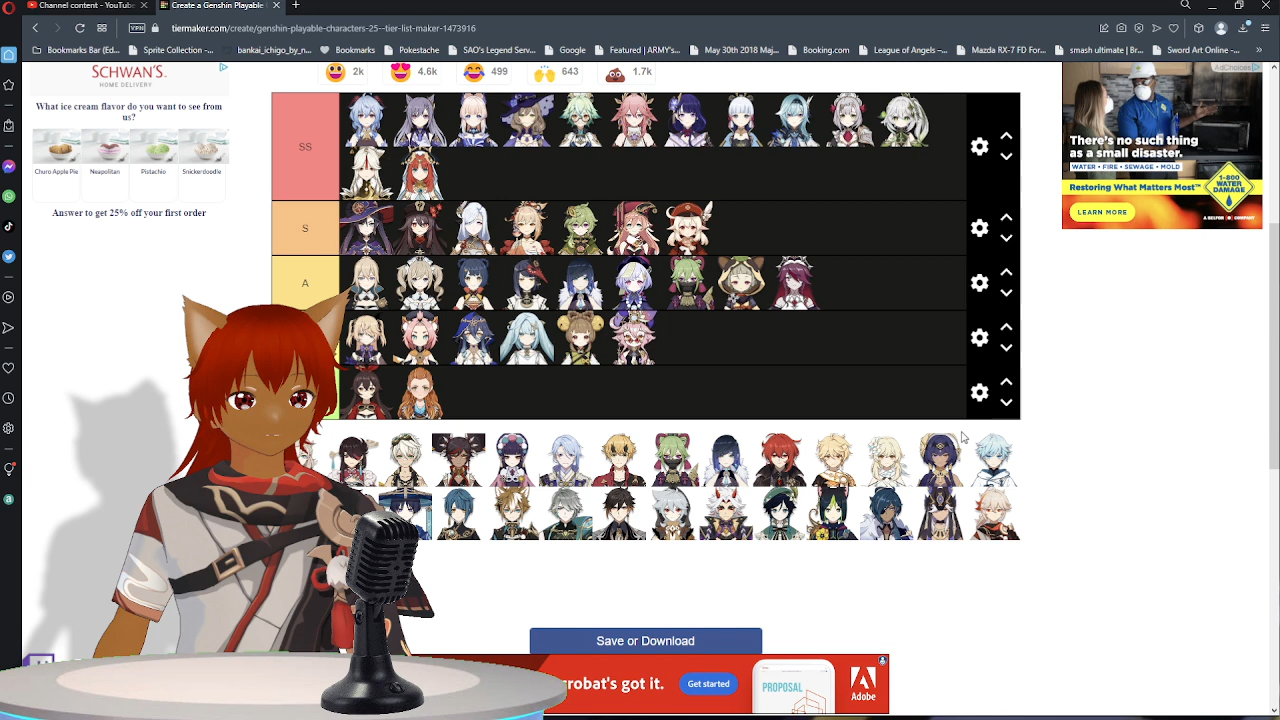 Channel content - YouTube
Create a Genshin Playable
VPN
tiermaker.com/create/genshin-playable-characters-25-tier-list-maker-1473916
Bookmarks Bar (Ed...
Sprite Collection
bankai_ichigo_by_n...
Bookmarks
Pokestache
SAO's Legend Serv...
Google
Featured | ARMY's...
May 30th 2018 Maj...
Booking.com
League of Angels
Mazda RX-7 FD For...
smash ultimate | Br...
Sword Art Online -...
SCHWAN'S.
HOME DELIVERY
What ice cream flavor do you want to see from
us?
Churo Apple Pie
Neapolitan
Pistachio
Snickerdoodle
Answer to get 25% off your first order
2k
4.6k
499
643
1.7k
SS
S
A
AdChoices
There's no such thing
as a small disaster.
WATER • FIRE • SEWAGE • MOLD
Restoring What Matters Most™
1-800
WATER
DAMAGE
A BELFOR COMPANY
LEARN MORE
Save or Download
crobat's got it.
Get started
PROPOSAL
Adobe